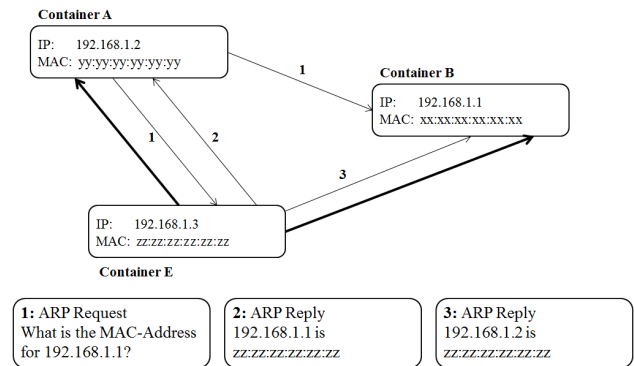 Container A
IP: 192.168.1.2
MAC: yy:yy:yy:yy:yy:yy
1
Container B
IP: 192.168.1.1
MAC: xx:xx:xx:xx:xx:xx
1
2
3
IP: 192.168.1.3
MAC: zz:zz:zz:zz:zz:zz
Container E
1: ARP Request
What is the MAC-Address
for 192.168.1.1?
2: ARP Reply
192.168.1.1 is
zz:zz:zz:zz:zz:zz
3: ARP Reply
192.168.1.2 is
zz:zz:zz:zz:zz:zz